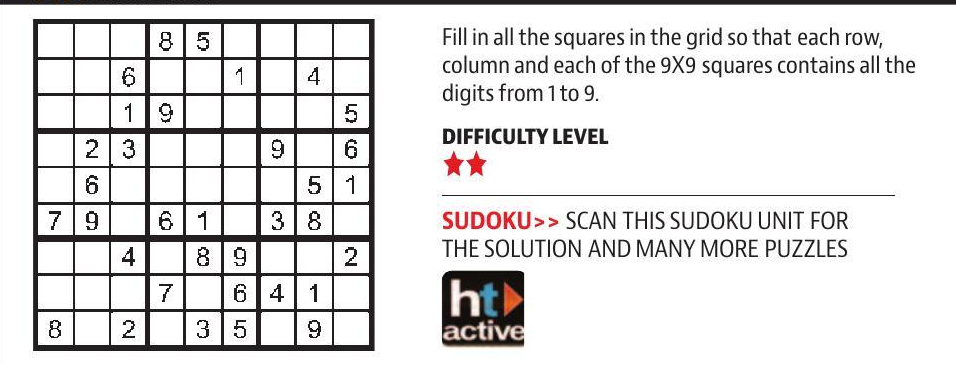 8 5
6 1 4
1 9 5
2 3 9 6
6 5 1
7 9 6 1 3 8
4 8 9 2
7 6 4 1
8 2 3 5 9
Fill in all the squares in the grid so that each row,
column and each of the 9X9 squares contains all the
digits from 1 to 9.
DIFFICULTY LEVEL
SUDOKU>> SCAN THIS SUDOKU UNIT FOR
THE SOLUTION AND MANY MORE PUZZLES
ht
active